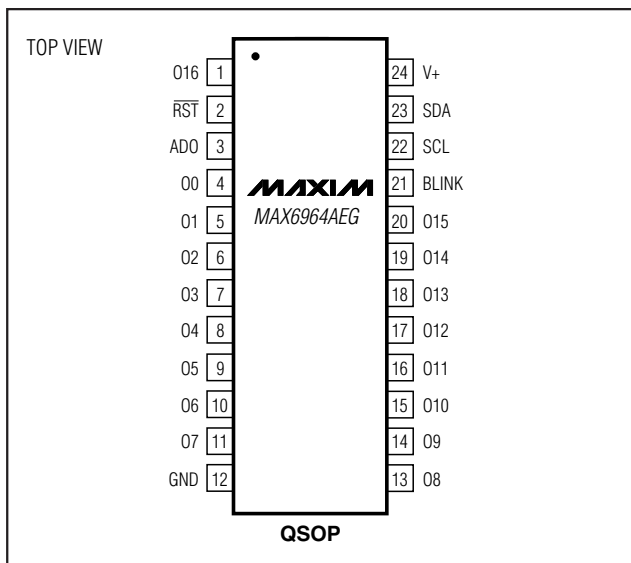 TOP VIEW
O16 1
R̅S̅T̅ 2
AD0 3
O0 4
O1 5
O2 6
O3 7
O4 8
O5 9
O6 10
O7 11
GND 12
MAXIM
MAX6964AEG
24 V+
23 SDA
22 SCL
21 BLINK
20 O15
19 O14
18 O13
17 O12
16 O11
15 O10
14 O9
13 O8
QSOP